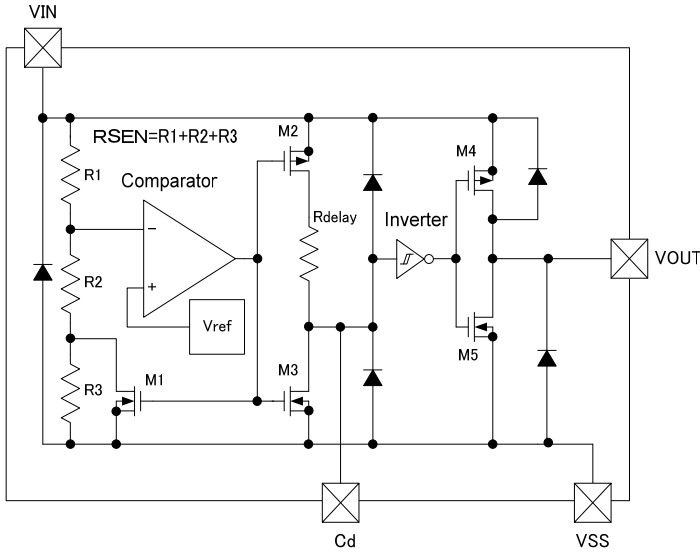 VIN
RSEN=R1+R2+R3
M2
M4
R1
Comparator
Rdelay
Inverter
−
VOUT
R2
+
Vref
M5
M1
M3
R3
Cd
VSS